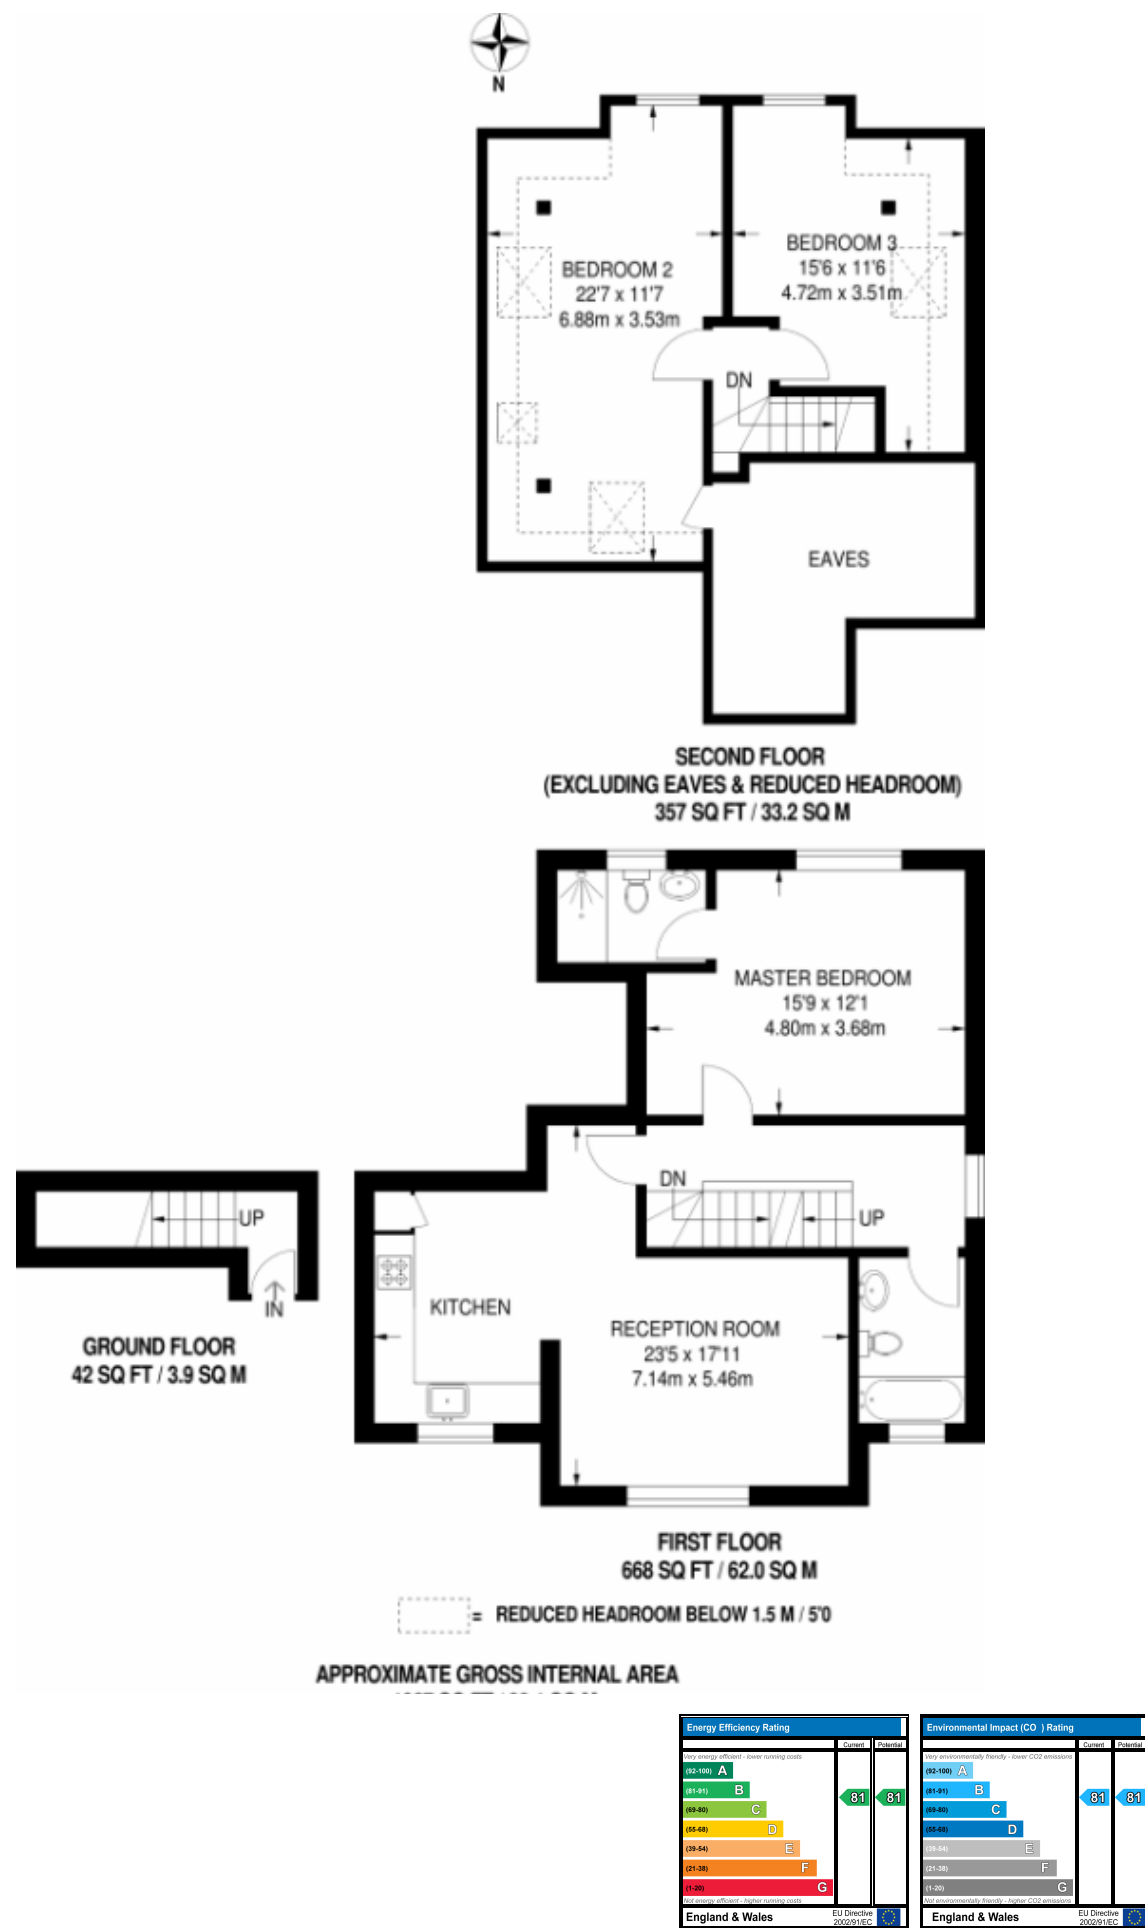 N
BEDROOM 2
22'7 x 11'7
6.88m x 3.53m
BEDROOM 3
15'6 x 11'6
4.72m x 3.51m
DN
EAVES
SECOND FLOOR
(EXCLUDING EAVES & REDUCED HEADROOM)
357 SQ FT / 33.2 SQ M
MASTER BEDROOM
15'9 x 12'1
4.80m x 3.68m
DN
UP
UP
IN
GROUND FLOOR
42 SQ FT / 3.9 SQ M
KITCHEN
RECEPTION ROOM
23'5 x 17'11
7.14m x 5.46m
FIRST FLOOR
668 SQ FT / 62.0 SQ M
= REDUCED HEADROOM BELOW 1.5 M / 5'0
APPROXIMATE GROSS INTERNAL AREA
Energy Efficiency Rating
Current Potential
Very energy efficient - lower running costs
(92-100) A
(81-91) B
81 81
(69-80) C
(55-68) D
(39-54) E
(21-38) F
(1-20) G
Not energy efficient - higher running costs
England & Wales
EU Directive
2002/91/EC
Environmental Impact (CO ) Rating
Current Potential
Very environmentally friendly - lower CO2 emissions
(92-100) A
(81-91) B
81 81
(69-80) C
(55-68) D
(39-54) E
(21-38) F
(1-20) G
Not environmentally friendly - higher CO2 emissions
England & Wales
EU Directive
2002/91/EC